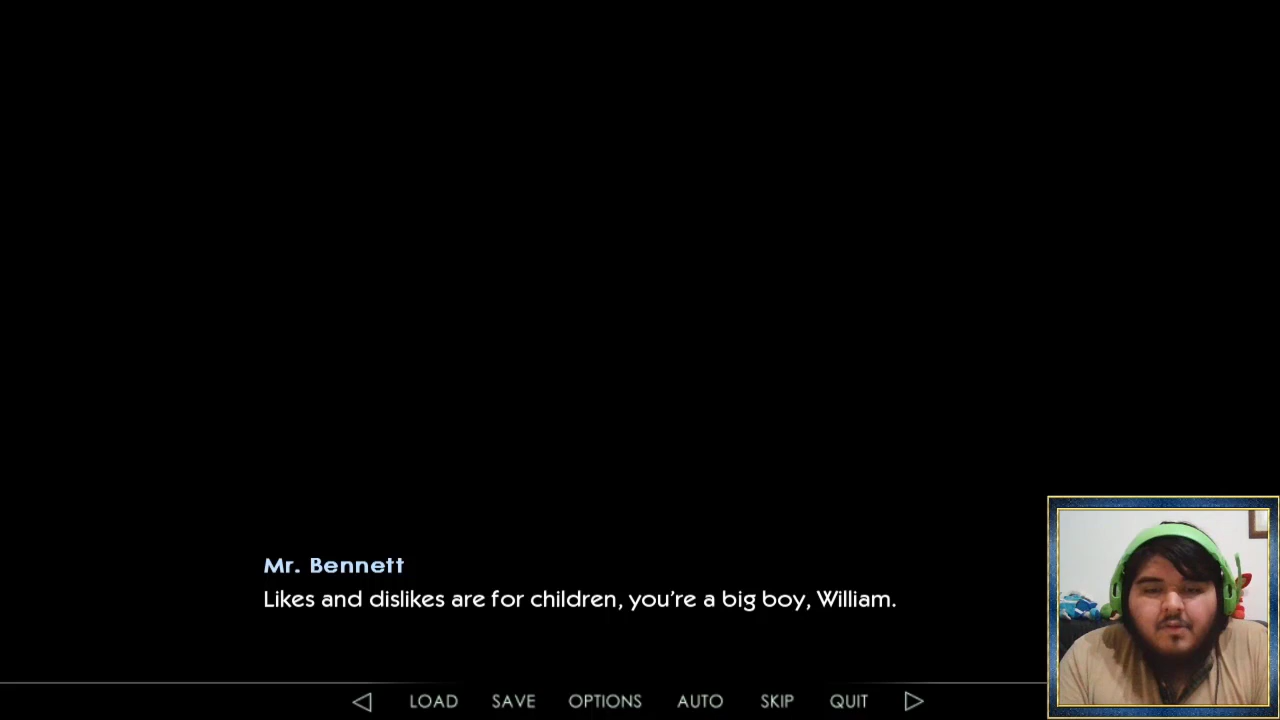 Mr. Bennett
Likes and dislikes are for children, you're a big boy, William.
LOAD SAVE OPTIONS AUTO SKIP QUIT